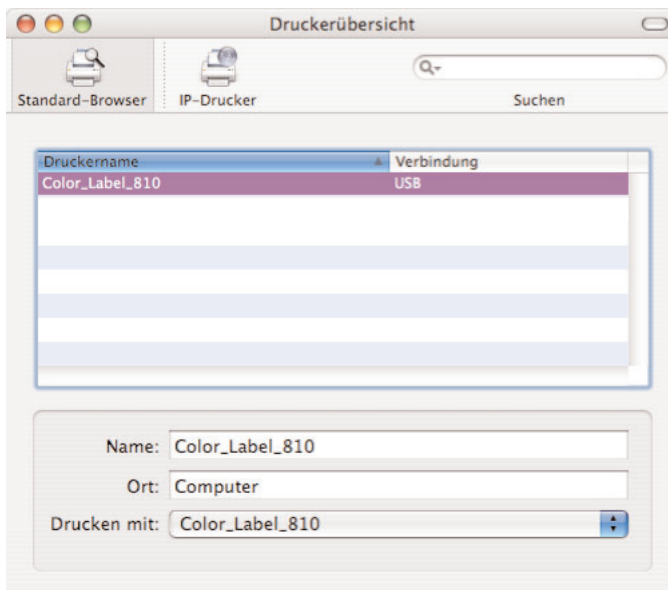 Druckerübersicht
Standard-Browser IP-Drucker Suchen
Druckername Verbindung
Color_Label_810 USB
Name: Color_Label_810
Ort: Computer
Drucken mit: Color_Label_810